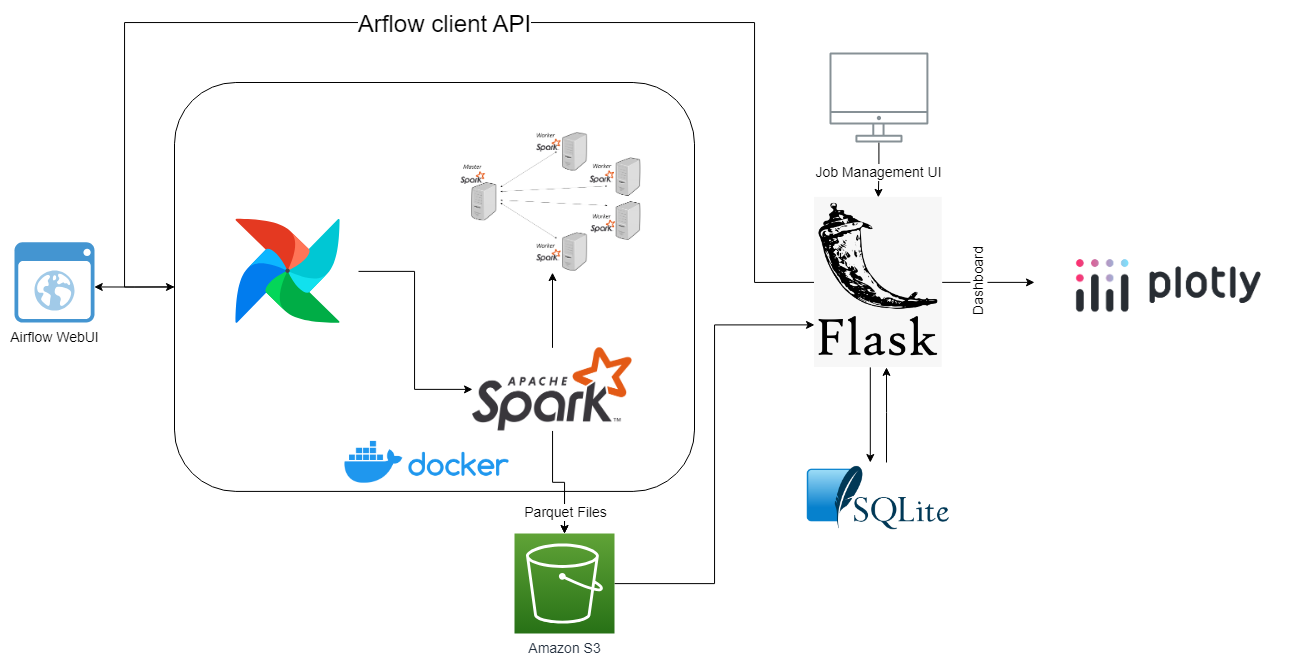 Arflow client API
Job Management UI
Worker
Spark
Master
Spark
Worker
Spark
Worker
Spark
Worker
Spark
Airflow WebUI
Flask
Dashboard
plotly
APACHE
Spark™
docker
Parquet Files
SQLite
Amazon S3